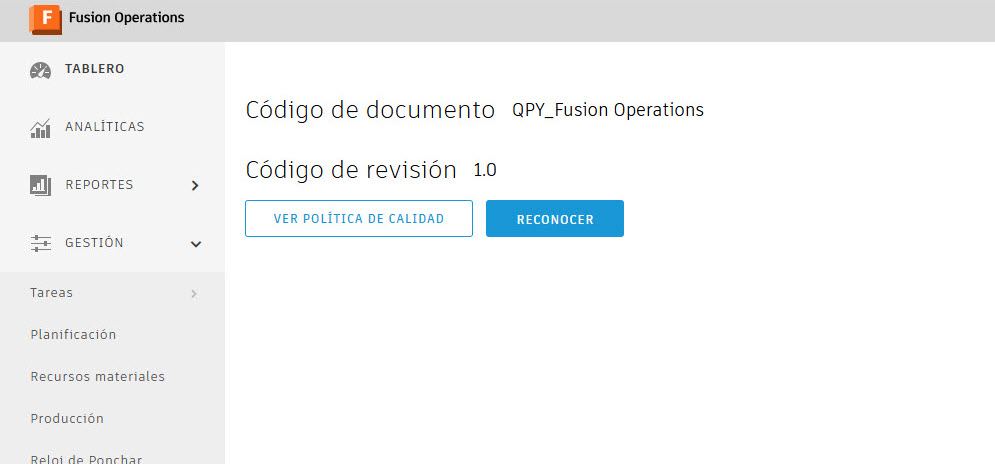 F Fusion Operations
TABLERO
ANALÍTICAS
REPORTES
GESTIÓN
Tareas
Planificación
Recursos materiales
Producción
Reloj de Ponchar
Código de documento QPY_Fusion Operations
Código de revisión 1.0
VER POLÍTICA DE CALIDAD RECONOCER